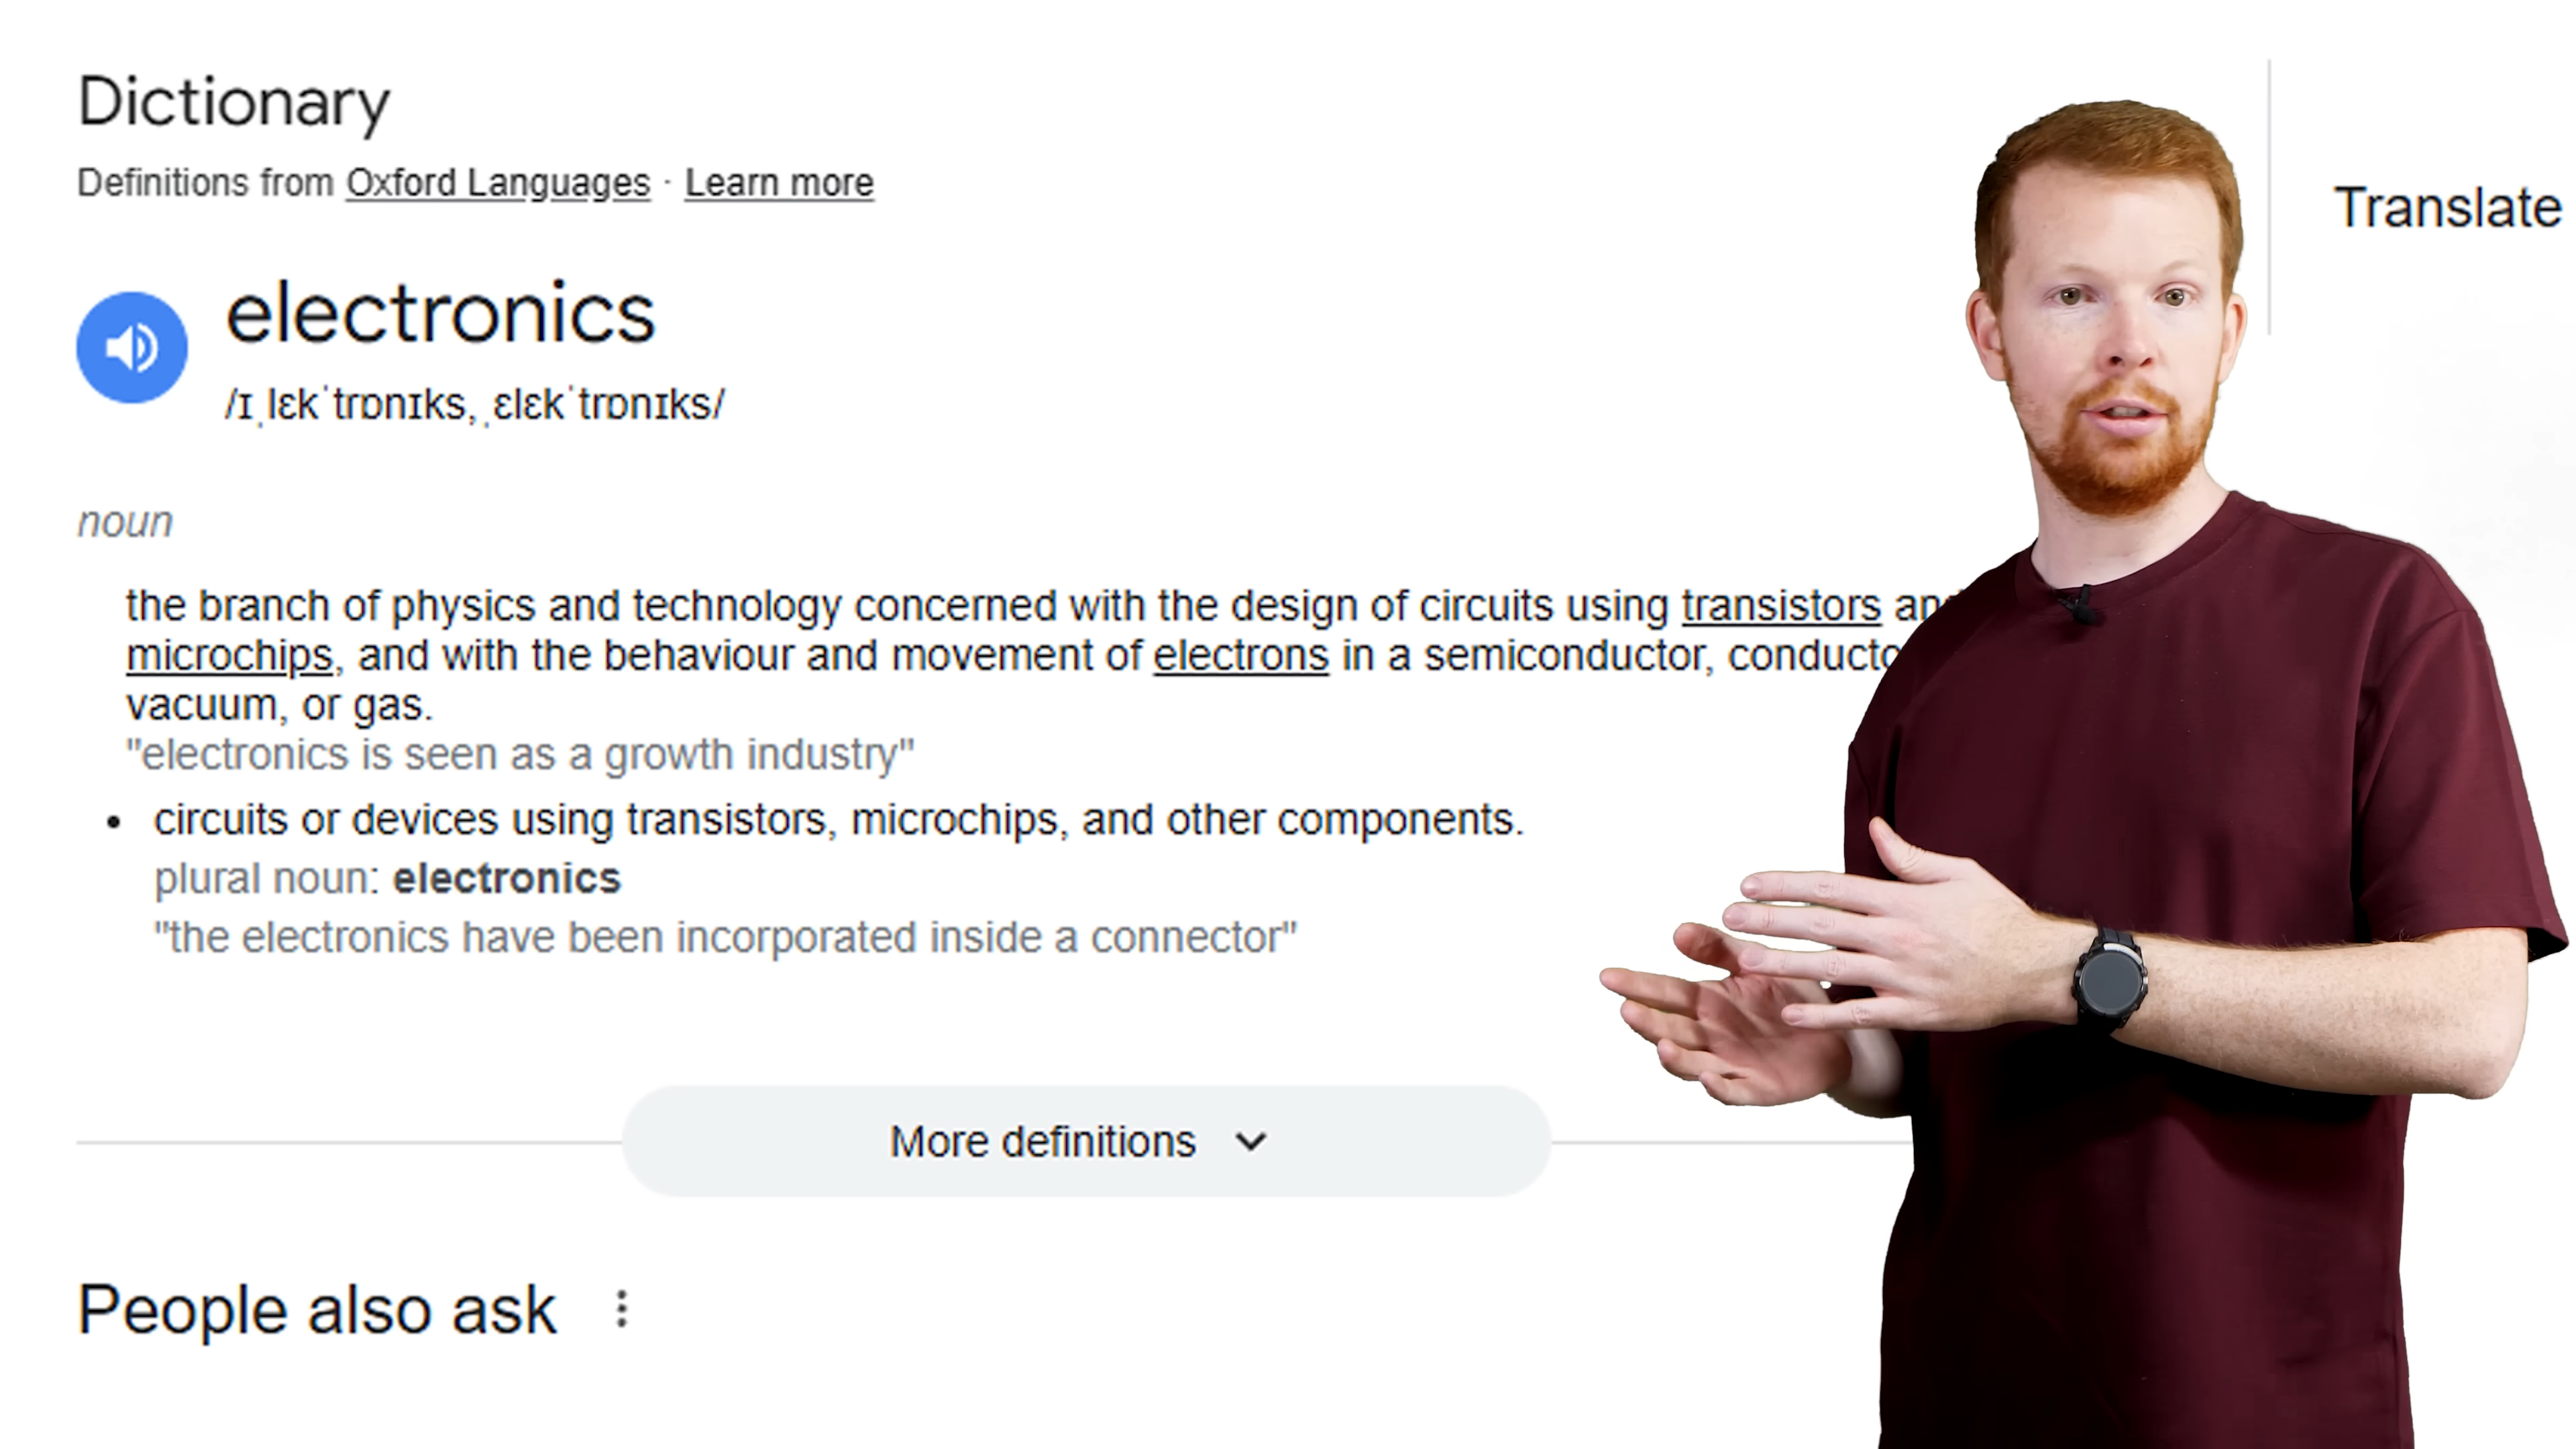 Dictionary
Definitions from Oxford Languages · Learn more
Translate
electronics
/ɪˌlɛkˈtrɒnɪks,ˌɛlɛkˈtrɒnɪks/
noun
the branch of physics and technology concerned with the design of circuits using transistors
microchips, and with the behaviour and movement of electrons in a semiconductor,
vacuum, or gas.
"electronics is seen as a growth industry"
• circuits or devices using transistors, microchips, and other components.
plural noun: electronics
"the electronics have been incorporated inside a connector"
More definitions
People also ask